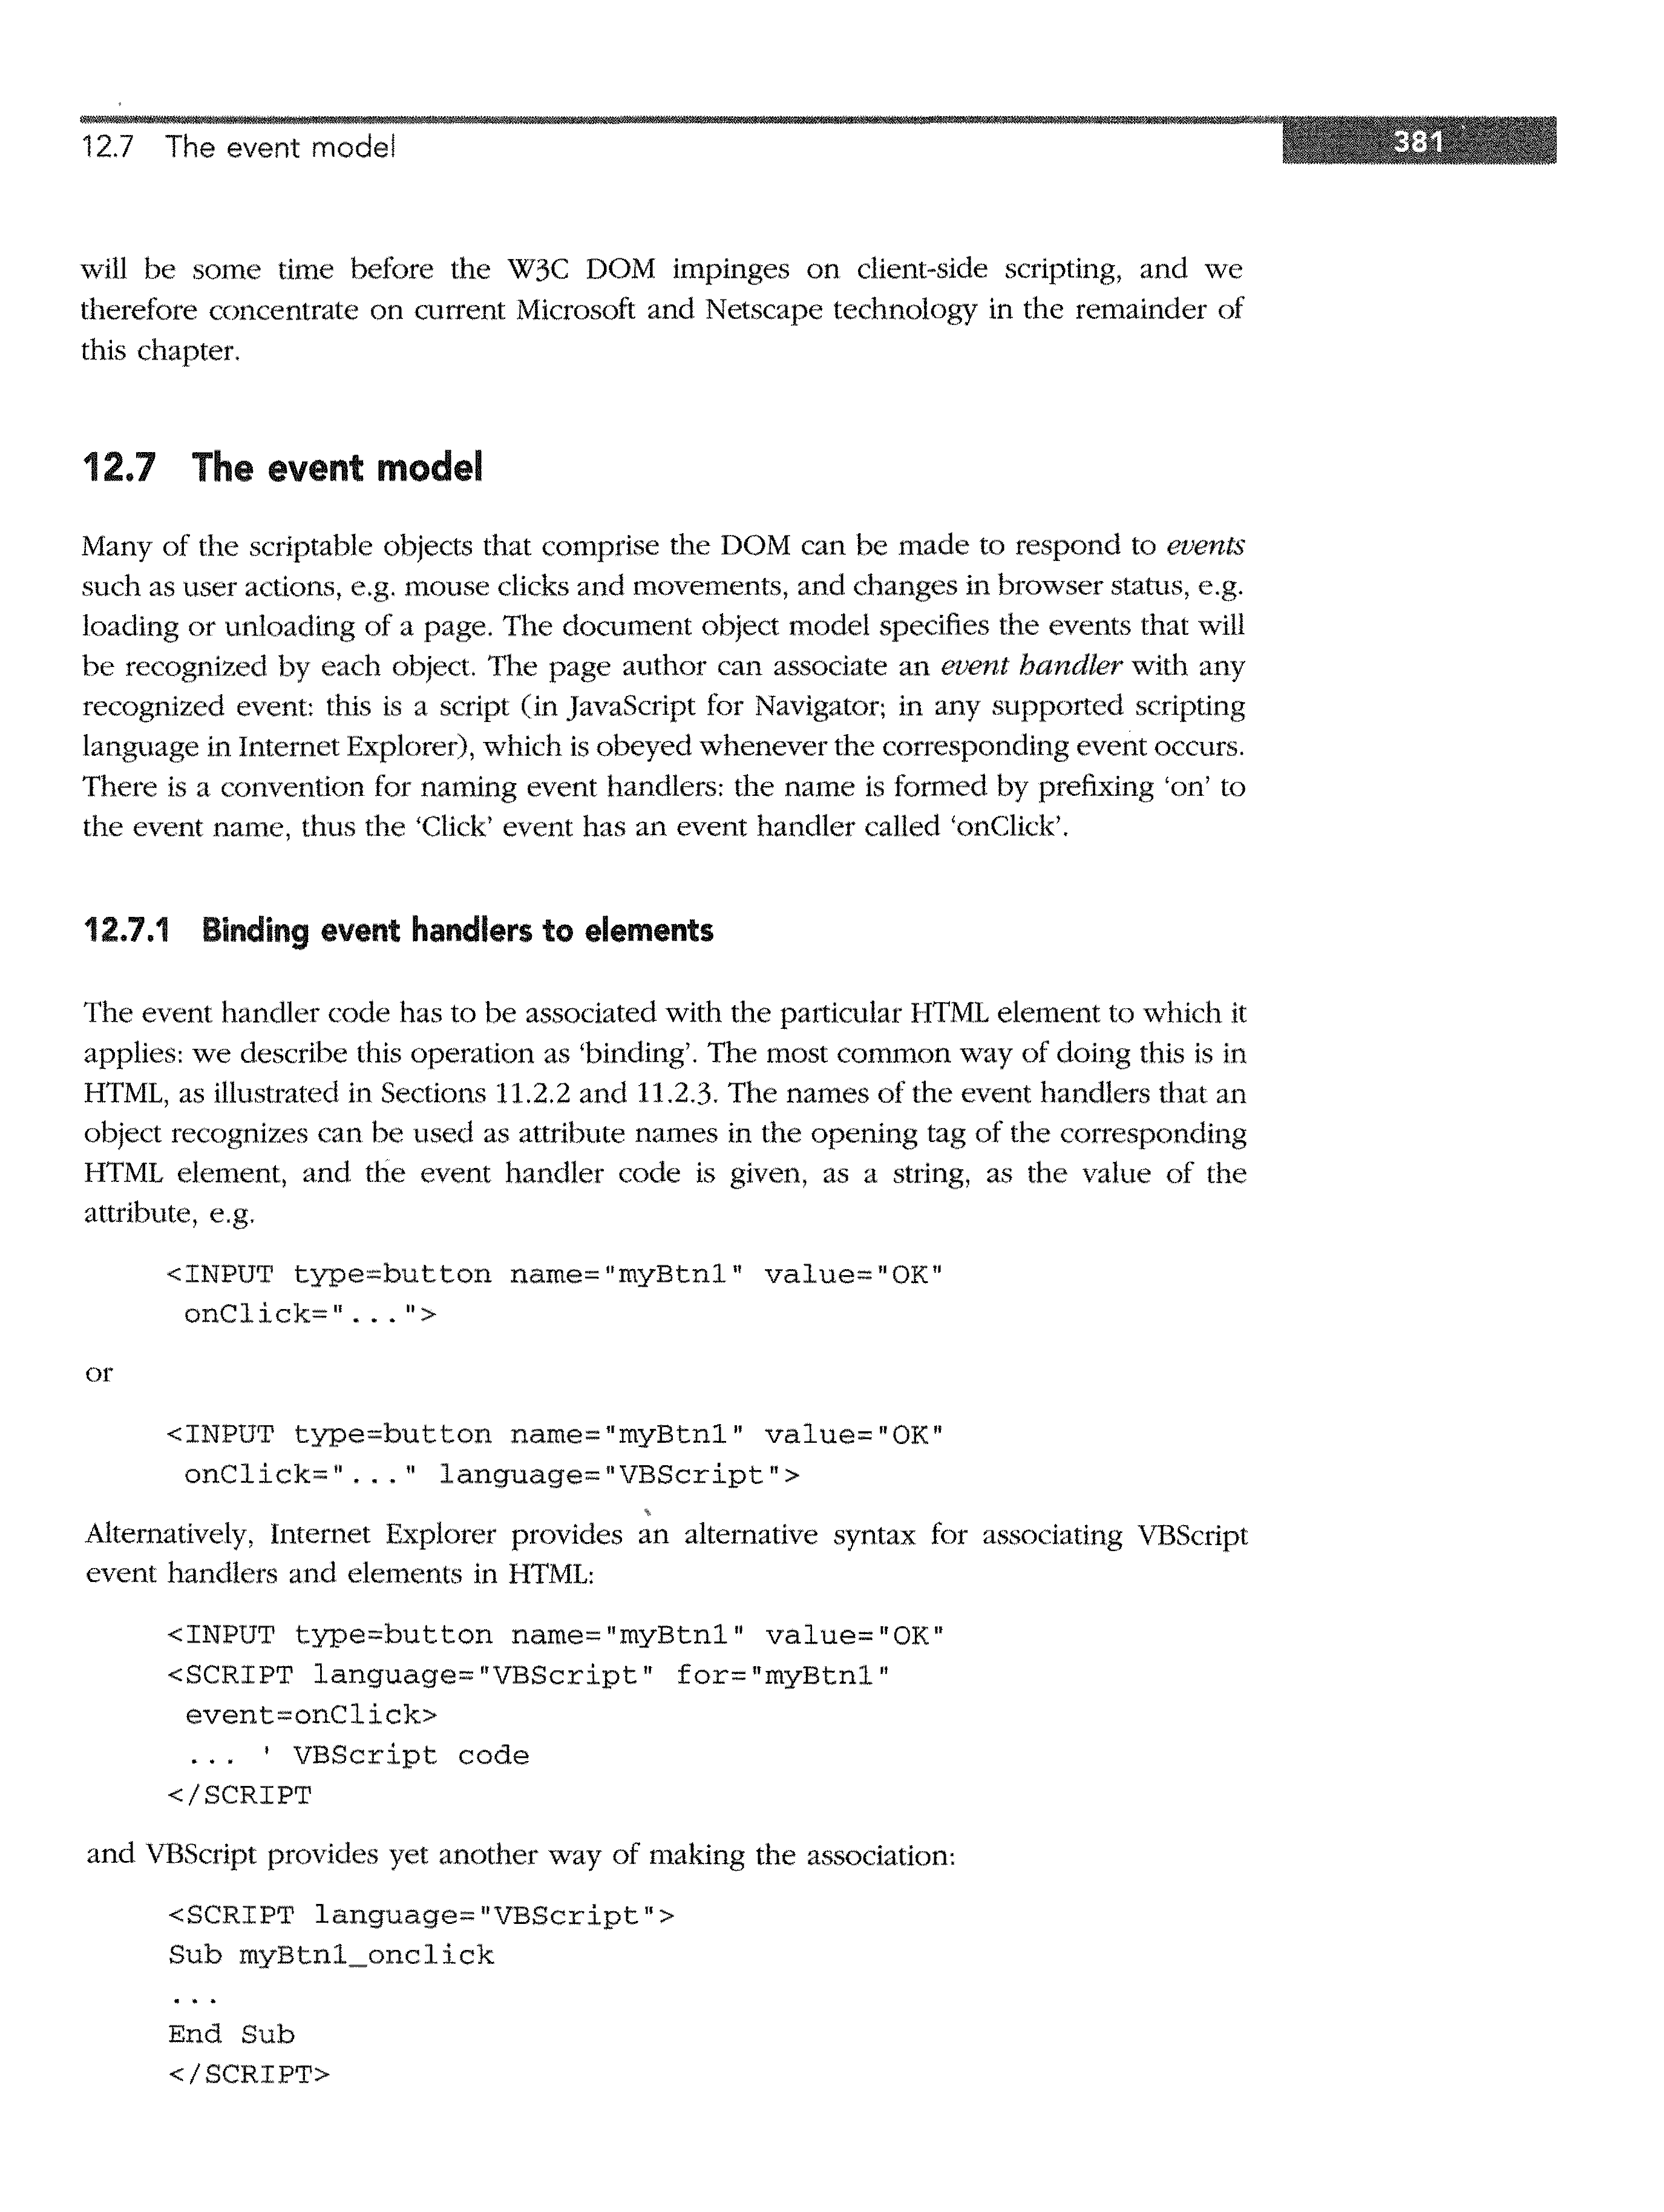 12.7 The event model 381
will be some time before the W3C DOM impinges on client-side scripting, and we
therefore concentrate on current Microsoft and Netscape technology in the remainder of
this chapter.
12.7 The event model
Many of the scriptable objects that comprise the DOM can be made to respond to events
such as user actions, e.g. mouse clicks and movements, and changes in browser status, e.g.
loading or unloading of a page. The document object model specifies the events that will
be recognized by each object. The page author can associate an event handler with any
recognized event: this is a script (in JavaScript for Navigator; in any supported scripting
language in Internet Explorer), which is obeyed whenever the corresponding event occurs.
There is a convention for naming event handlers: the name is formed by prefixing ‘on’ to
the event name, thus the ‘Click’ event has an event handler called ‘onClick’.
12.7.1 Binding event handlers to elements
The event handler code has to be associated with the particular HTML element to which it
applies: we describe this operation as ‘binding’. The most common way of doing this is in
HTML, as illustrated in Sections 11.2.2 and 11.2.3. The names of the event handlers that an
object recognizes can be used as attribute names in the opening tag of the corresponding
HTML element, and the event handler code is given, as a string, as the value of the
attribute, e.g.
<INPUT type=button name="myBtn1" value="OK"
onClick="...">
or
<INPUT type=button name="myBtn1" value="OK"
onClick="..." language="VBScript">
Alternatively, Internet Explorer provides an alternative syntax for associating VBScript
event handlers and elements in HTML:
<INPUT type=button name="myBtn1" value="OK"
<SCRIPT language="VBScript" for="myBtn1"
event=onClick>
... ' VBScript code
</SCRIPT
and VBScript provides yet another way of making the association:
<SCRIPT language="VBScript">
Sub myBtn1_onclick
...
End Sub
</SCRIPT>